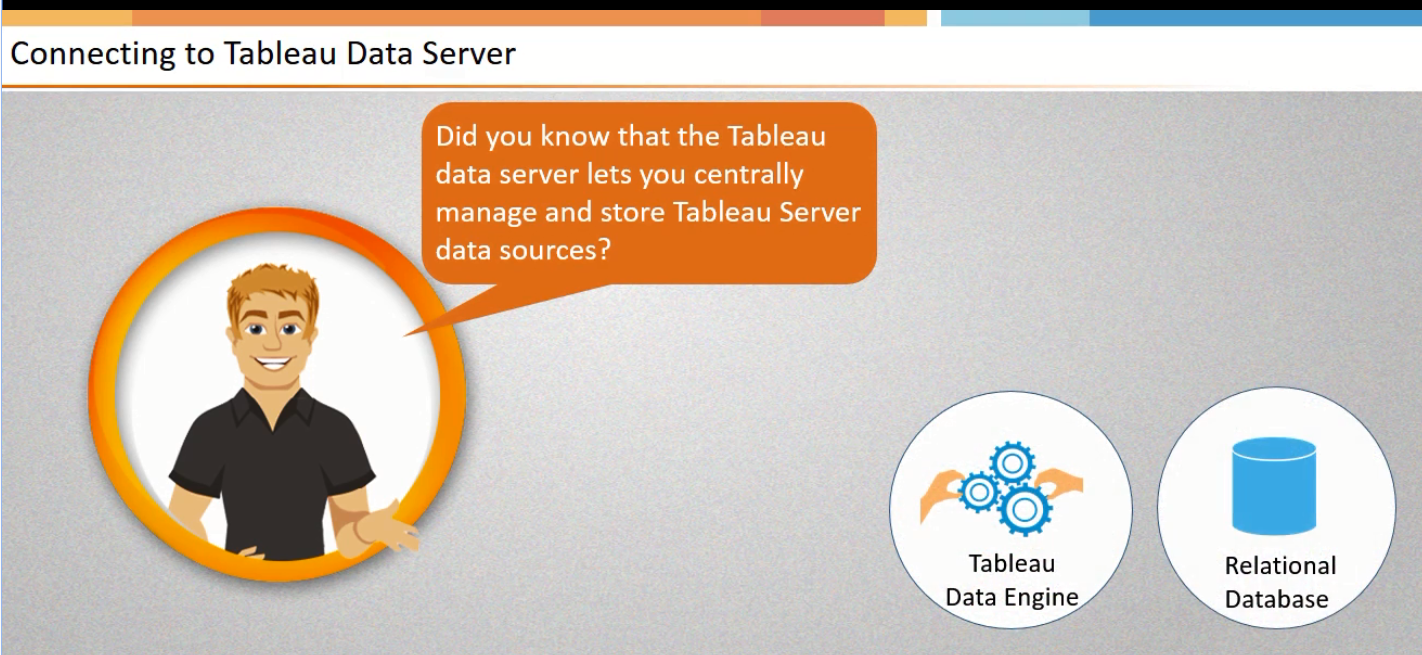 Connecting to Tableau Data Server
Did you know that the Tableau
data server lets you centrally
manage and store Tableau Server
data sources?
Tableau
Data Engine
Relational
Database